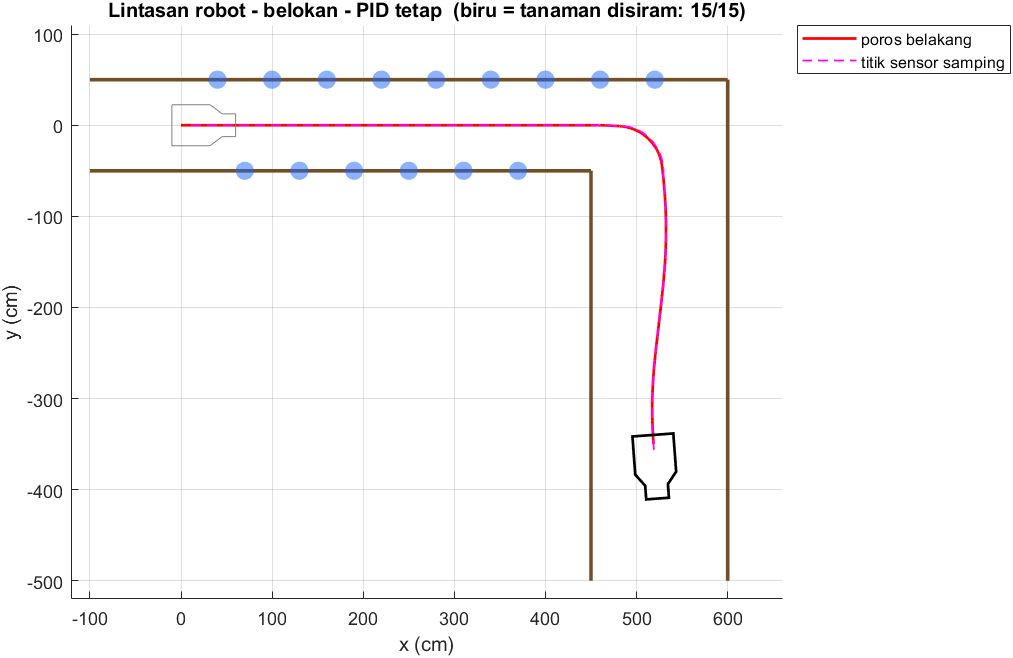 Lintasan robot - belokan - PID tetap (biru = tanaman disiram: 15/15)
poros belakang
titik sensor samping
100
0
-100
-200
-300
-400
-500
y (cm)
-100 0 100 200 300 400 500 600
x (cm)